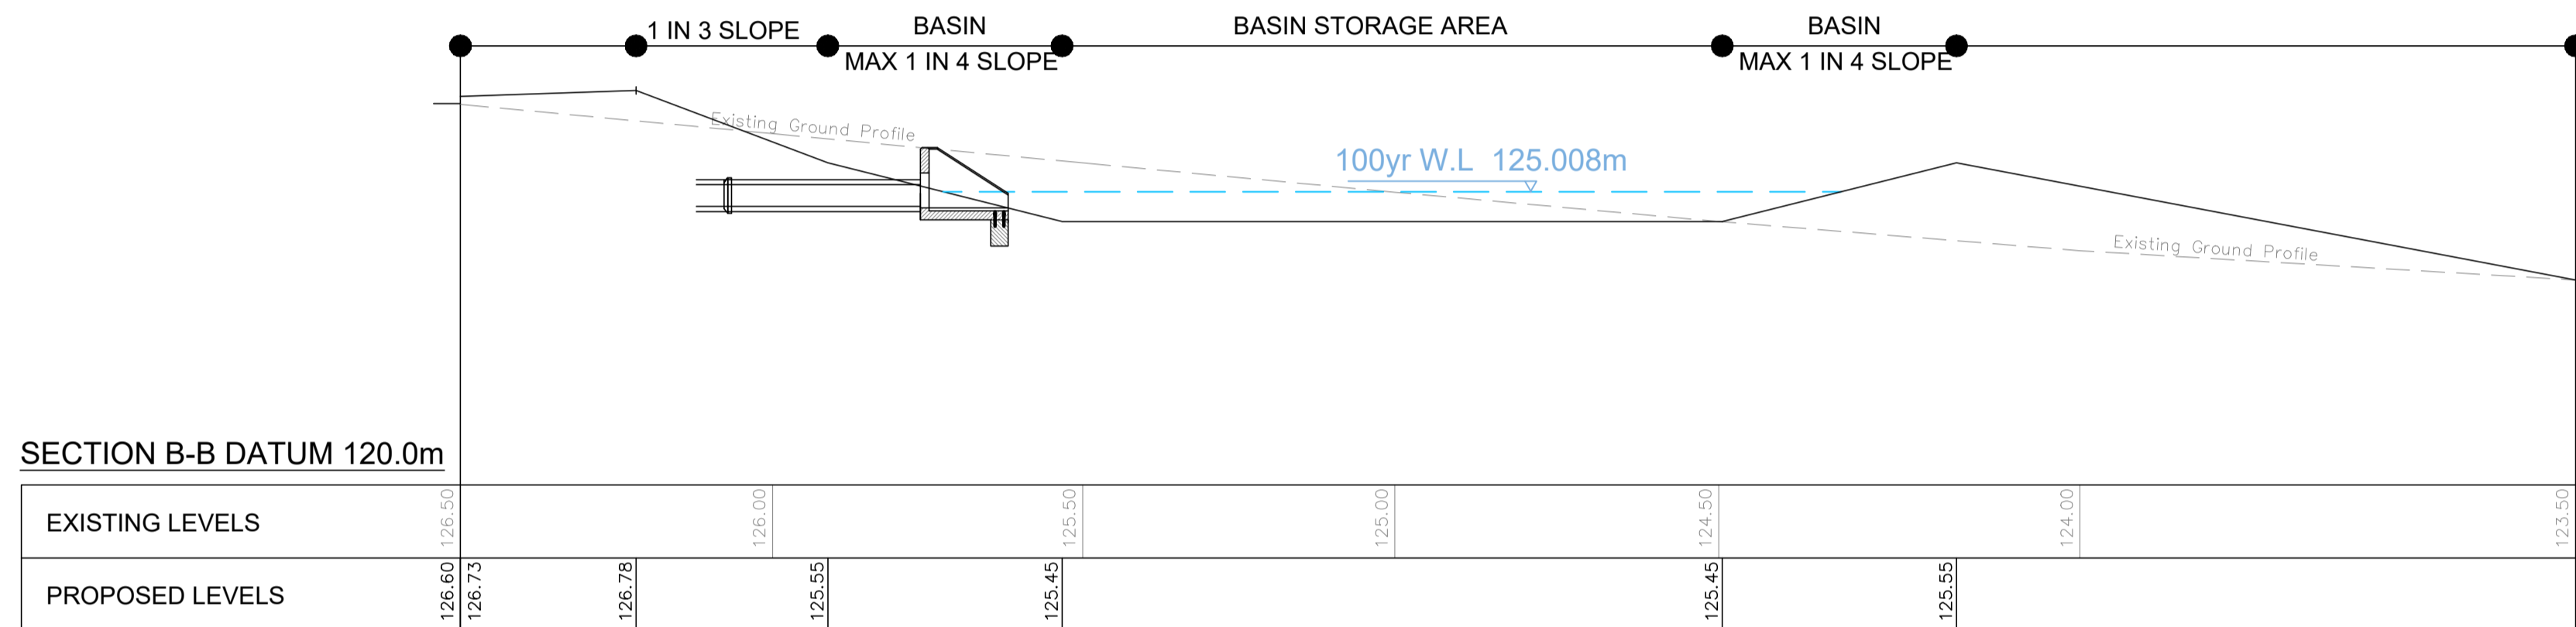 1 IN 3 SLOPE
BASIN
MAX 1 IN 4 SLOPE
BASIN STORAGE AREA
BASIN
MAX 1 IN 4 SLOPE
Existing Ground Profile
100yr W.L 125.008m
Existing Ground Profile
SECTION B-B DATUM 120.0m
EXISTING LEVELS
126.50
126.00
125.50
125.00
124.50
124.00
123.50
PROPOSED LEVELS
126.60
126.73
126.78
125.55
125.45
125.45
125.55